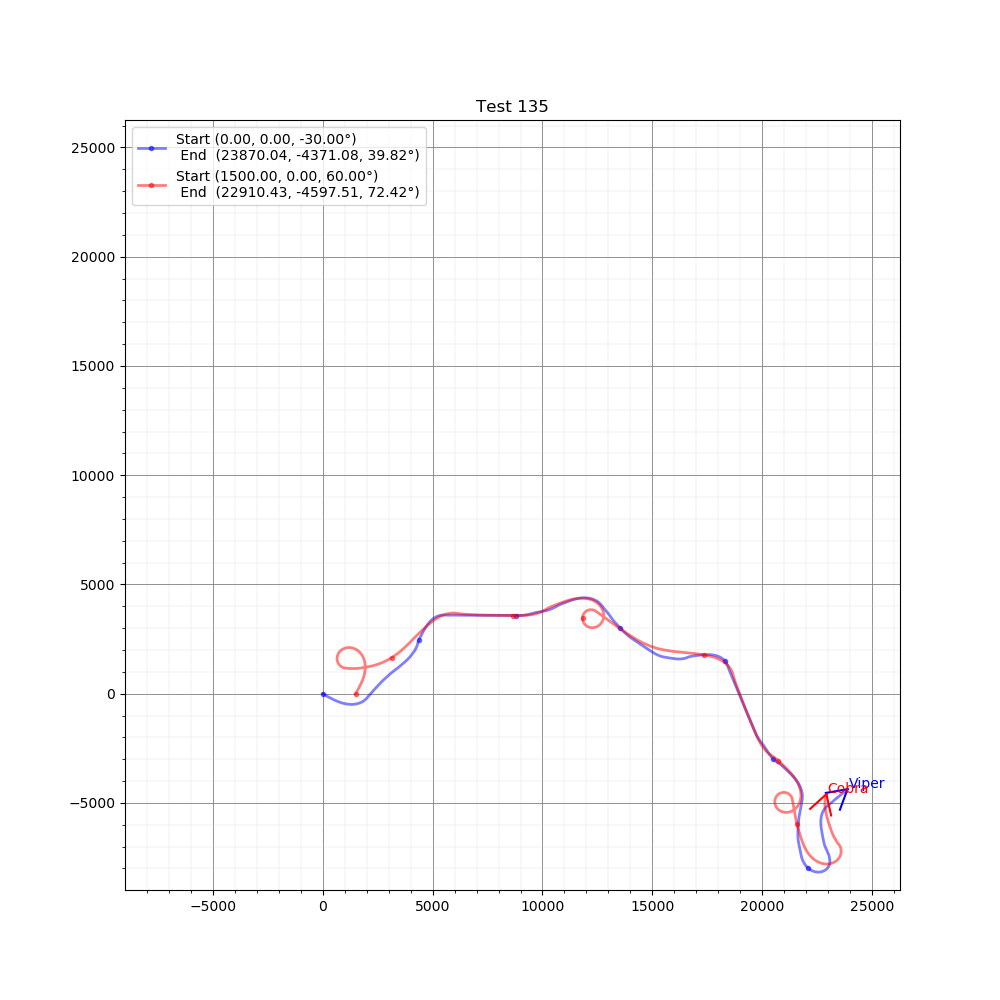 Test 135
Start (0.00, 0.00, -30.00°)
End (23870.04, -4371.08, 39.82°)
Start (1500.00, 0.00, 60.00°)
End (22910.43, -4597.51, 72.42°)
25000
20000
15000
10000
5000
0
−5000
Viper
Cobra
−5000
0
5000
10000
15000
20000
25000